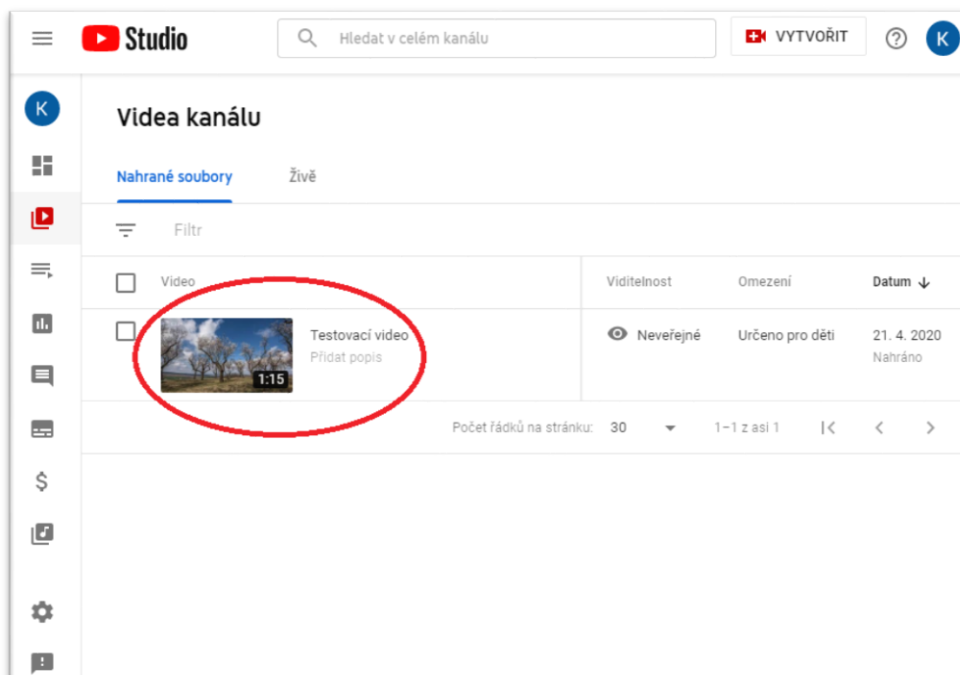 Studio
Hledat v celém kanálu
VYTVOŘIT
K
K
Videa kanálu
Nahrané soubory
Živě
Filtr
Video
Viditelnost
Omezení
Datum
1:15
Testovací video
Přidat popis
Neveřejné
Určeno pro děti
21. 4. 2020
Nahráno
Počet řádků na stránku: 30
1–1 z asi 1